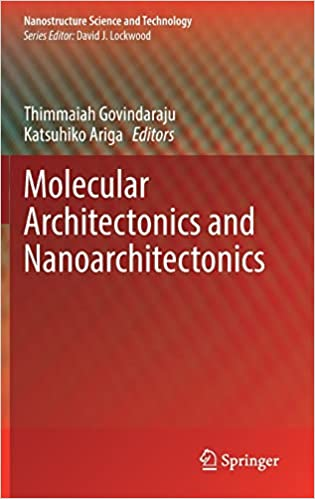 Nanostructure Science and Technology
Series Editor: David J. Lockwood
Thimmaiah Govindaraju
Katsuhiko Ariga Editors
Molecular
Architectonics and
Nanoarchitectonics
Springer